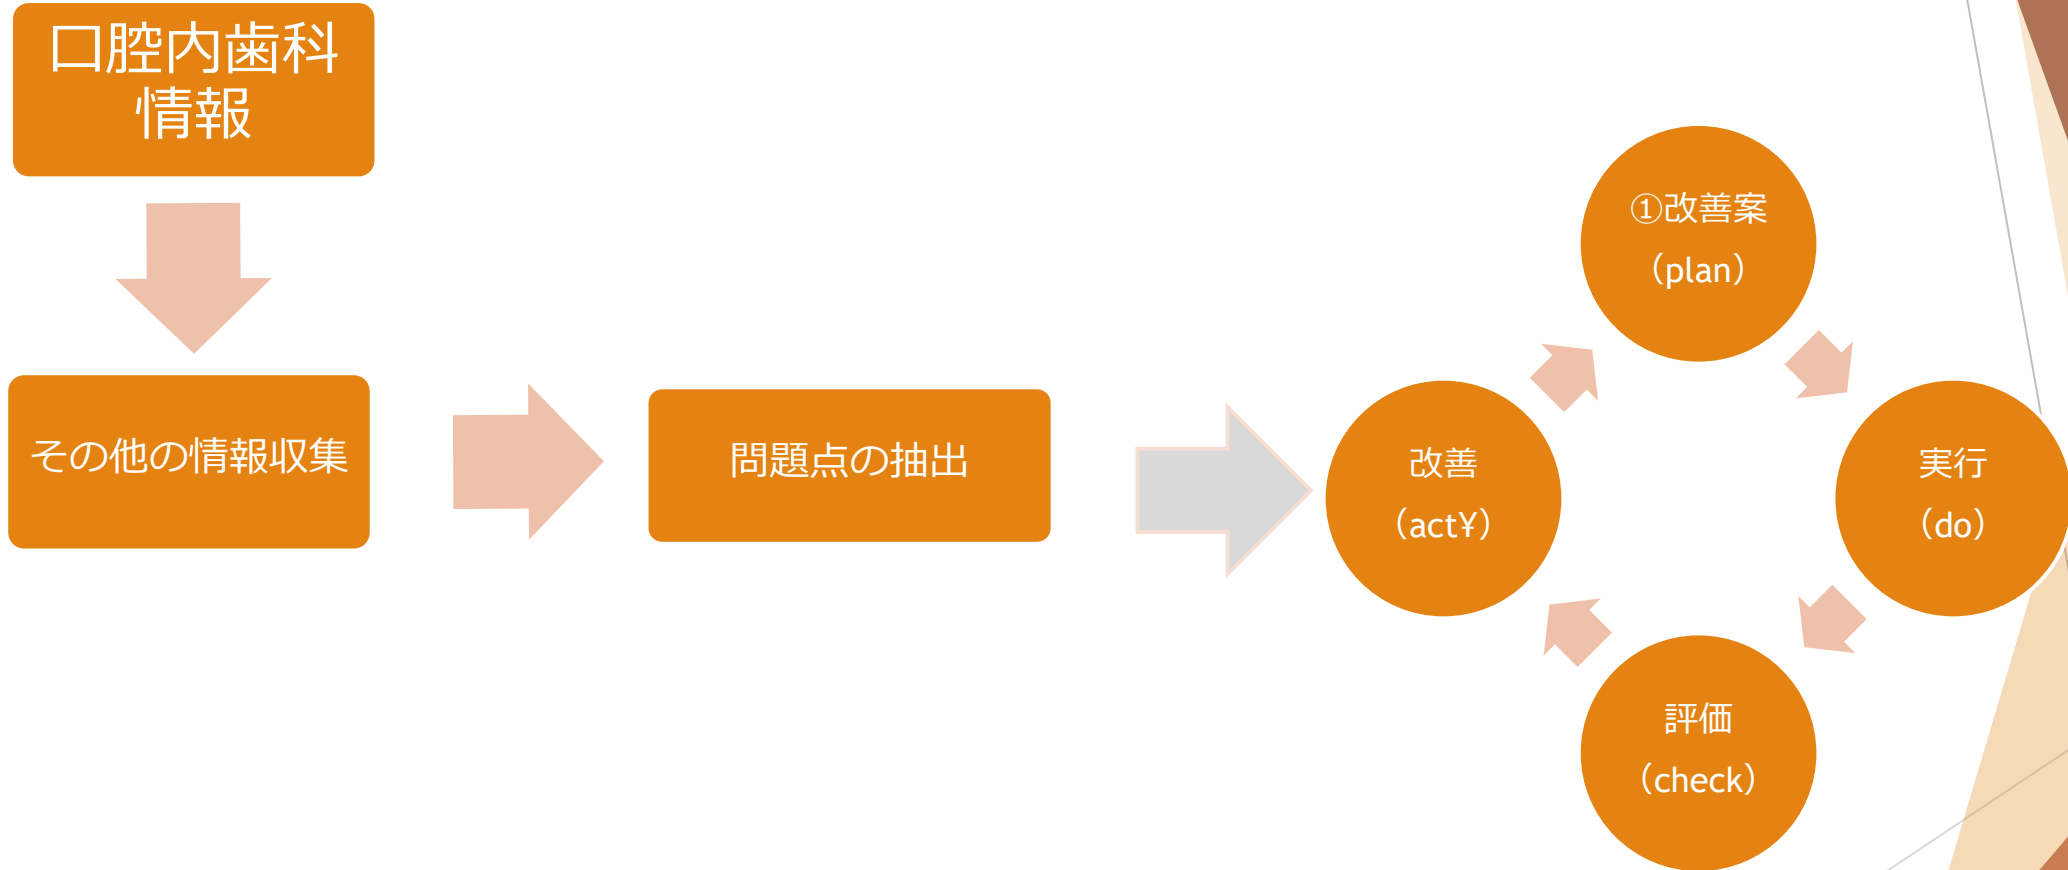 口腔内歯科
情報
その他の情報収集
問題点の抽出
①改善案
（plan）
実行
（do）
評価
（check）
改善
（act¥）